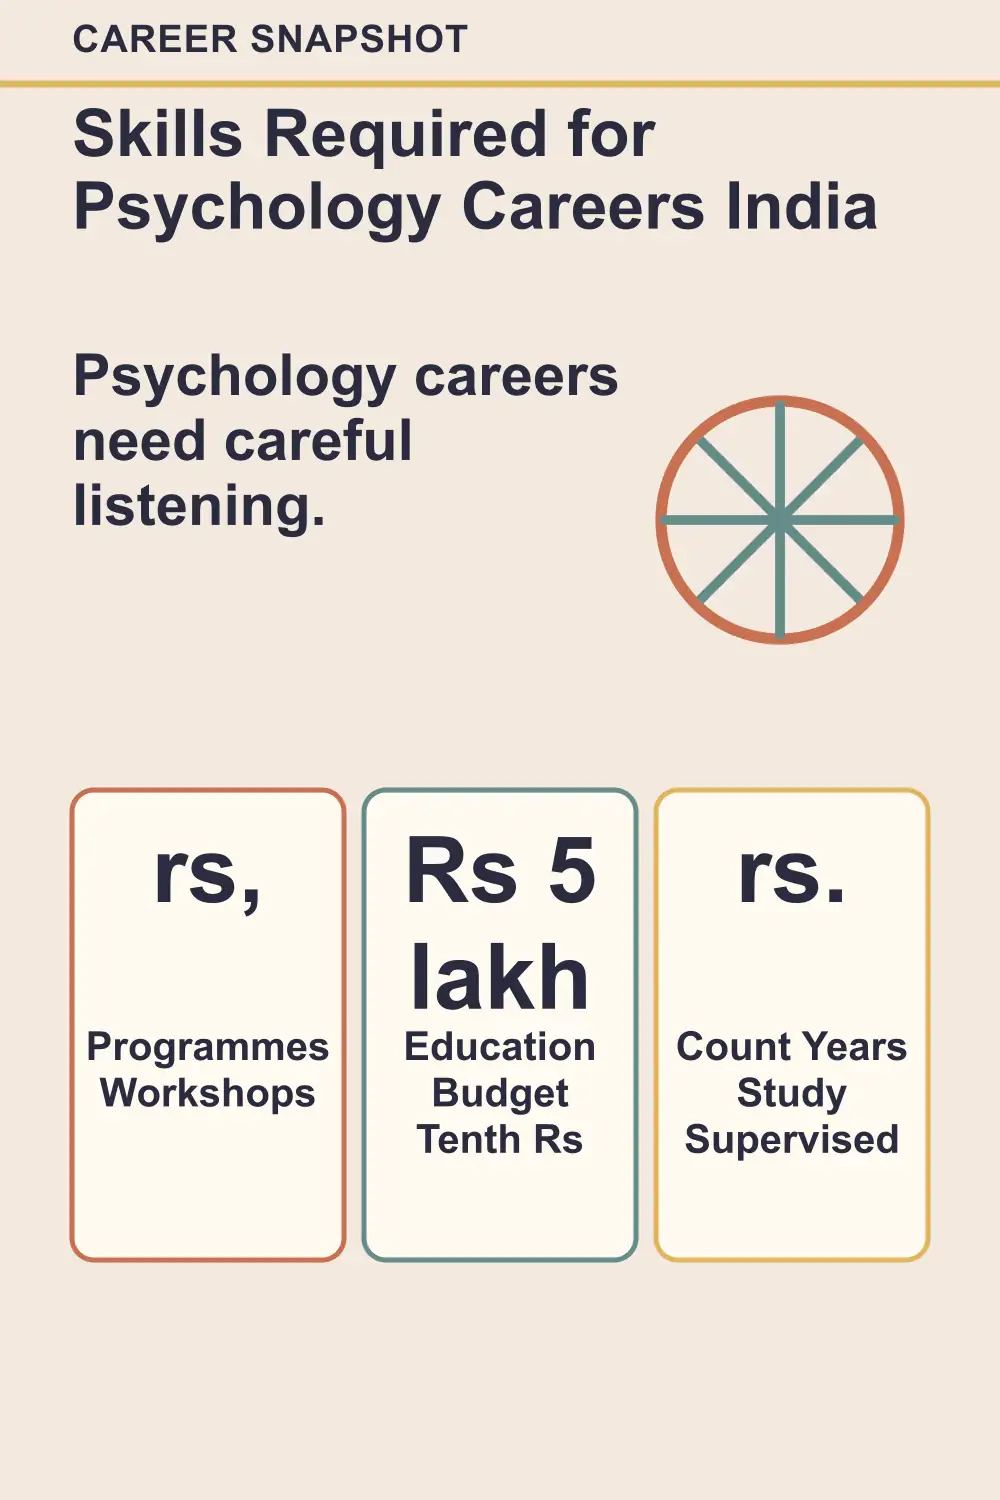 CAREER SNAPSHOT
Skills Required for
Psychology Careers India
Psychology careers
need careful
listening.
rs,
Programmes
Workshops
Rs 5
lakh
Education
Budget
Tenth Rs
rs.
Count Years
Study
Supervised